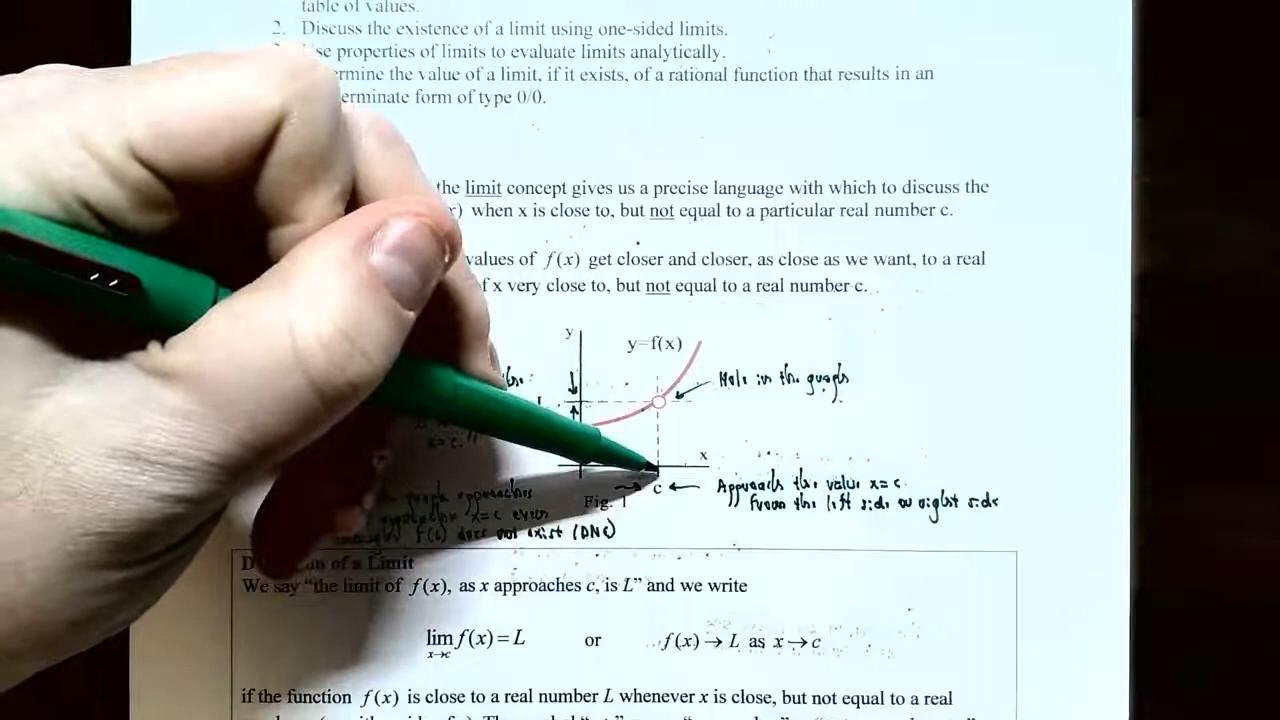 table of values.
2. Discuss the existence of a limit using one-sided limits.
se properties of limits to evaluate limits analytically.
rmine the value of a limit, if it exists, of a rational function that results in an
erminate form of type 0/0.
the limit concept gives us a precise language with which to discuss the
x) when x is close to, but not equal to a particular real number c.
values of f(x) get closer and closer, as close as we want, to a real
f x very close to, but not equal to a real number c.
y
y=f(x)
Hole in the graph
x=c."
x
c
Fig. 1
Approach the value x=c
From the left side or right side
graph approaches
x=c even
f(c) does not exist (DNE)
of a Limit
We say “the limit of f(x), as x approaches c, is L” and we write
lim f(x)=L or f(x)→L as x→c
x→c
if the function f(x) is close to a real number L whenever x is close, but not equal to a real